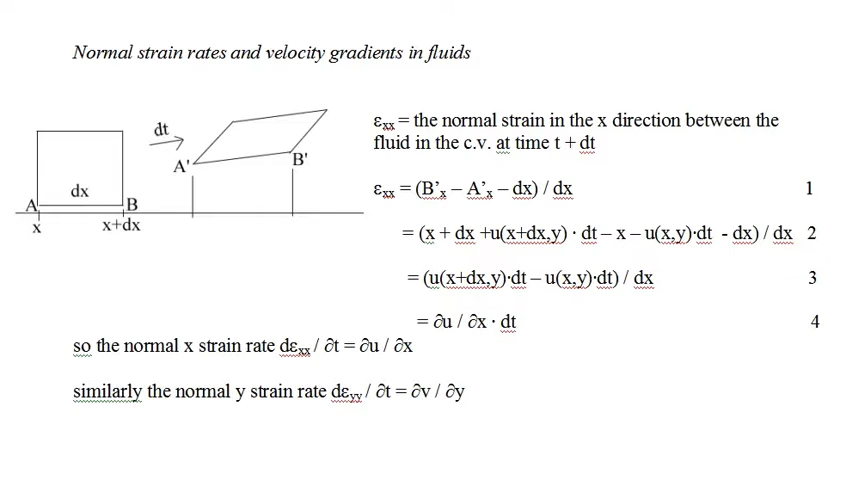 Normal strain rates and velocity gradients in fluids
dt
A'
B'
dx
A
B
x
x+dx
εxx = the normal strain in the x direction between the
fluid in the c.v. at time t + dt
εxx = (B’x – A’x – dx) / dx 1
= (x + dx +u(x+dx,y) · dt – x – u(x,y)·dt - dx) / dx 2
= (u(x+dx,y)·dt – u(x,y)·dt) / dx 3
= ∂u / ∂x · dt 4
so the normal x strain rate dεxx / ∂t = ∂u / ∂x
similarly the normal y strain rate dεyy / ∂t = ∂v / ∂y